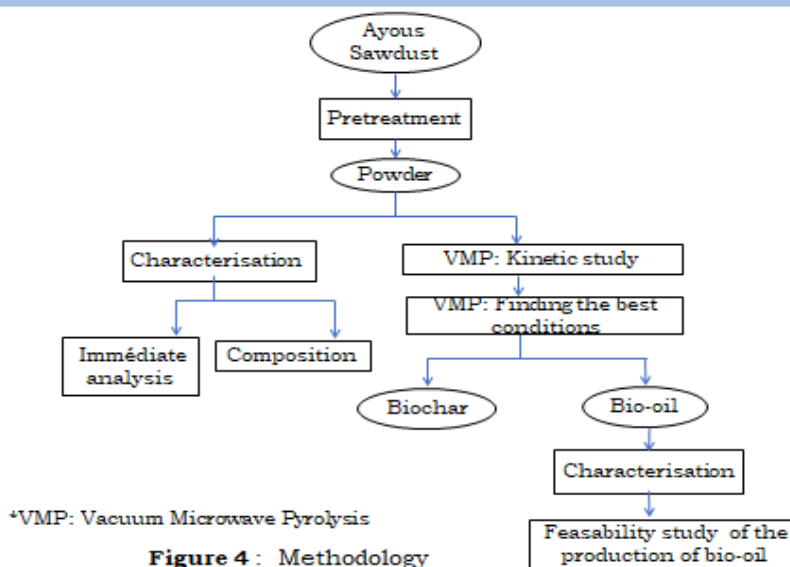 Ayous
Sawdust
Pretreatment
Powder
Characterisation
VMP: Kinetic study
VMP: Finding the best
conditions
Immédiate
analysis
Composition
Biochar
Bio-oil
Characterisation
*VMP: Vacuum Microwave Pyrolysis
Feasability study of the
production of bio-oil
Figure 4 : Methodology